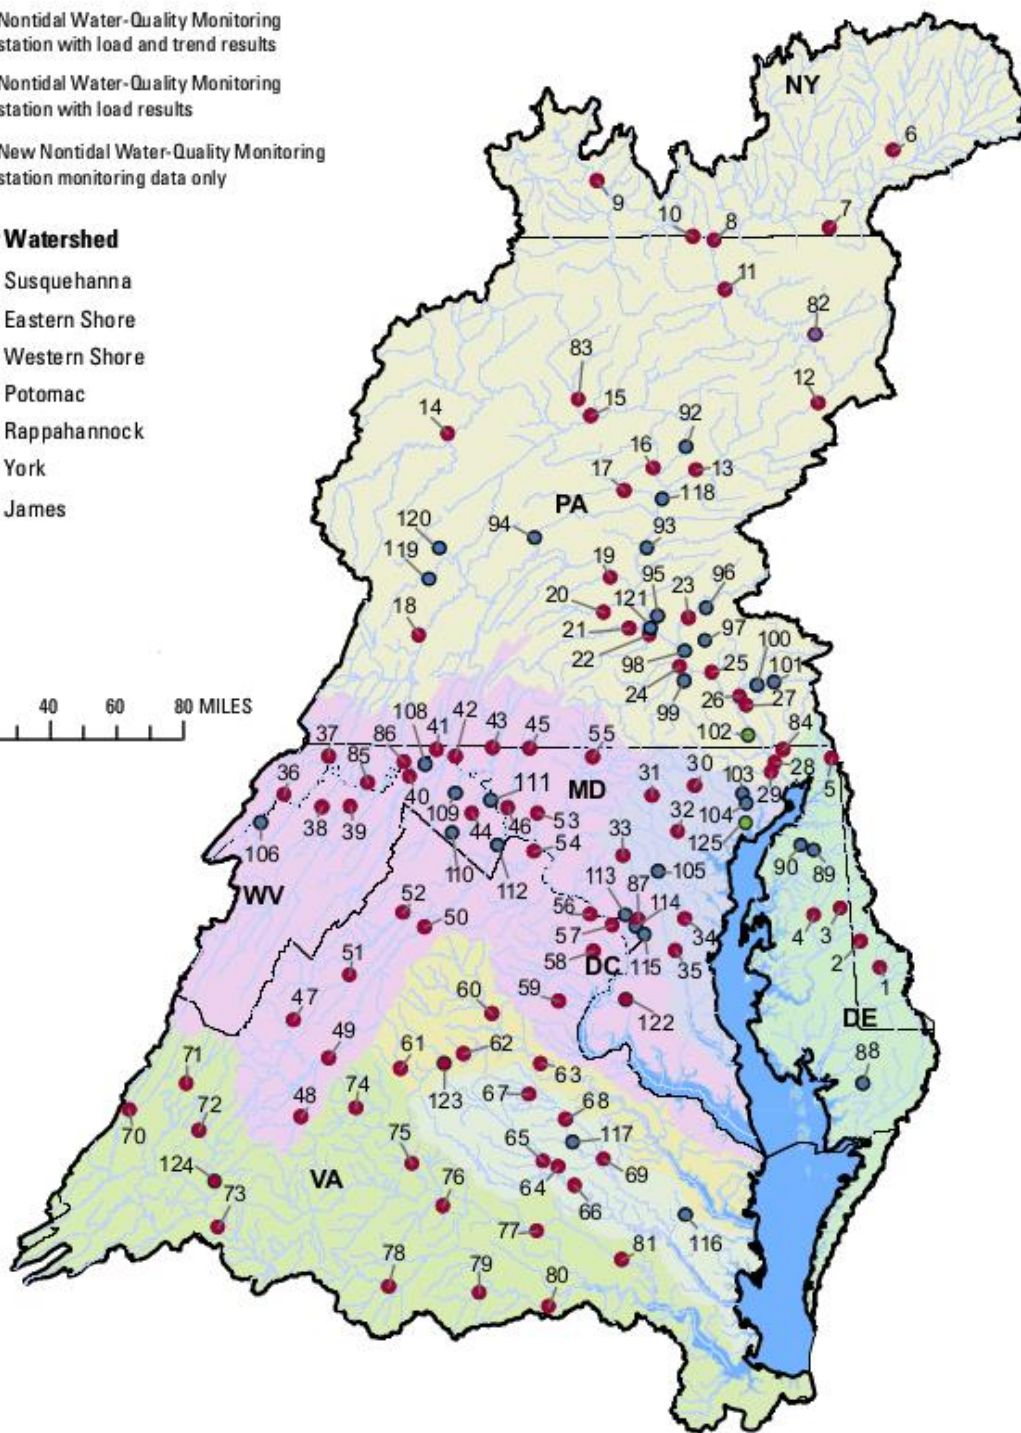 Nontidal Water-Quality Monitoring
station with load and trend results
Nontidal Water-Quality Monitoring
station with load results
New Nontidal Water-Quality Monitoring
station monitoring data only
Watershed
Susquehanna
Eastern Shore
Western Shore
Potomac
Rappahannock
York
James
40 60 80 MILES
NY
6
9
10 8 7
11
82
83
12
14 15
92
16
17 13
118
PA
120 94 93
119
19 95 23 96
20 121
18 21 97
22 98 100
25 101
24 26 27
99
102
84
37 86 108 41 42 43 45 55
85 28
36 40 111 MD 31 30 103 29 5
38 39 109 104
44 46 53 32
106 33 125
110 112 54 105 90 89
WV 113 87 114
52 56
50 57 34 4 3
58 DC 115 35 2
51 1
59 60 122
47 DE
49
71 61 62 63 88
74 123 67
48 68
70 72 75 65 117
124 VA 64 69
76 66
73 77 116
81
78 79 80